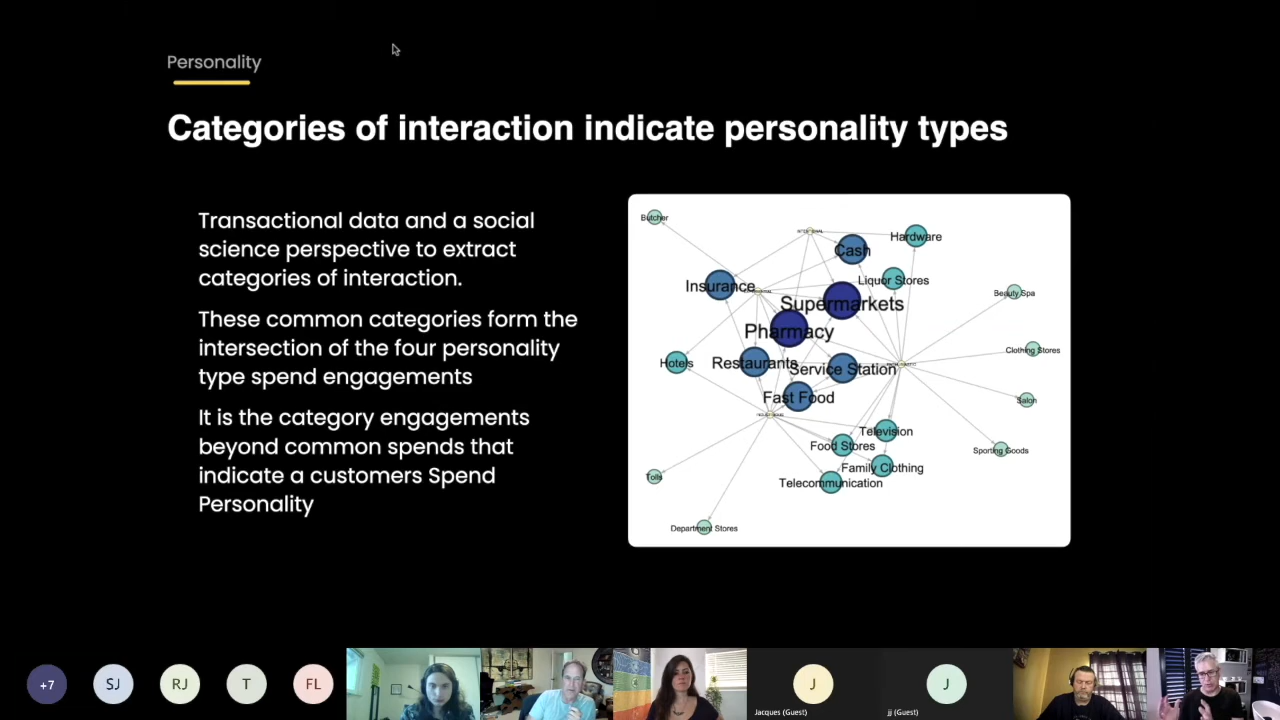 Personality
Categories of interaction indicate personality types
Transactional data and a social
science perspective to extract
categories of interaction.
These common categories form the
intersection of the four personality
type spend engagements
It is the category engagements
beyond common spends that
indicate a customers Spend
Personality
Butcher
Cash
Hardware
Insurance
Liquor Stores
Beauty Spa
Supermarkets
Pharmacy
Clothing Stores
Hotels
Restaurants
Service Station
Fast Food
Salon
Television
Food Stores
Sporting Goods
Family Clothing
Tolls
Telecommunication
Department Stores
+7
SJ
RJ
T
FL
J
Jacques (Guest)
J
jj (Guest)